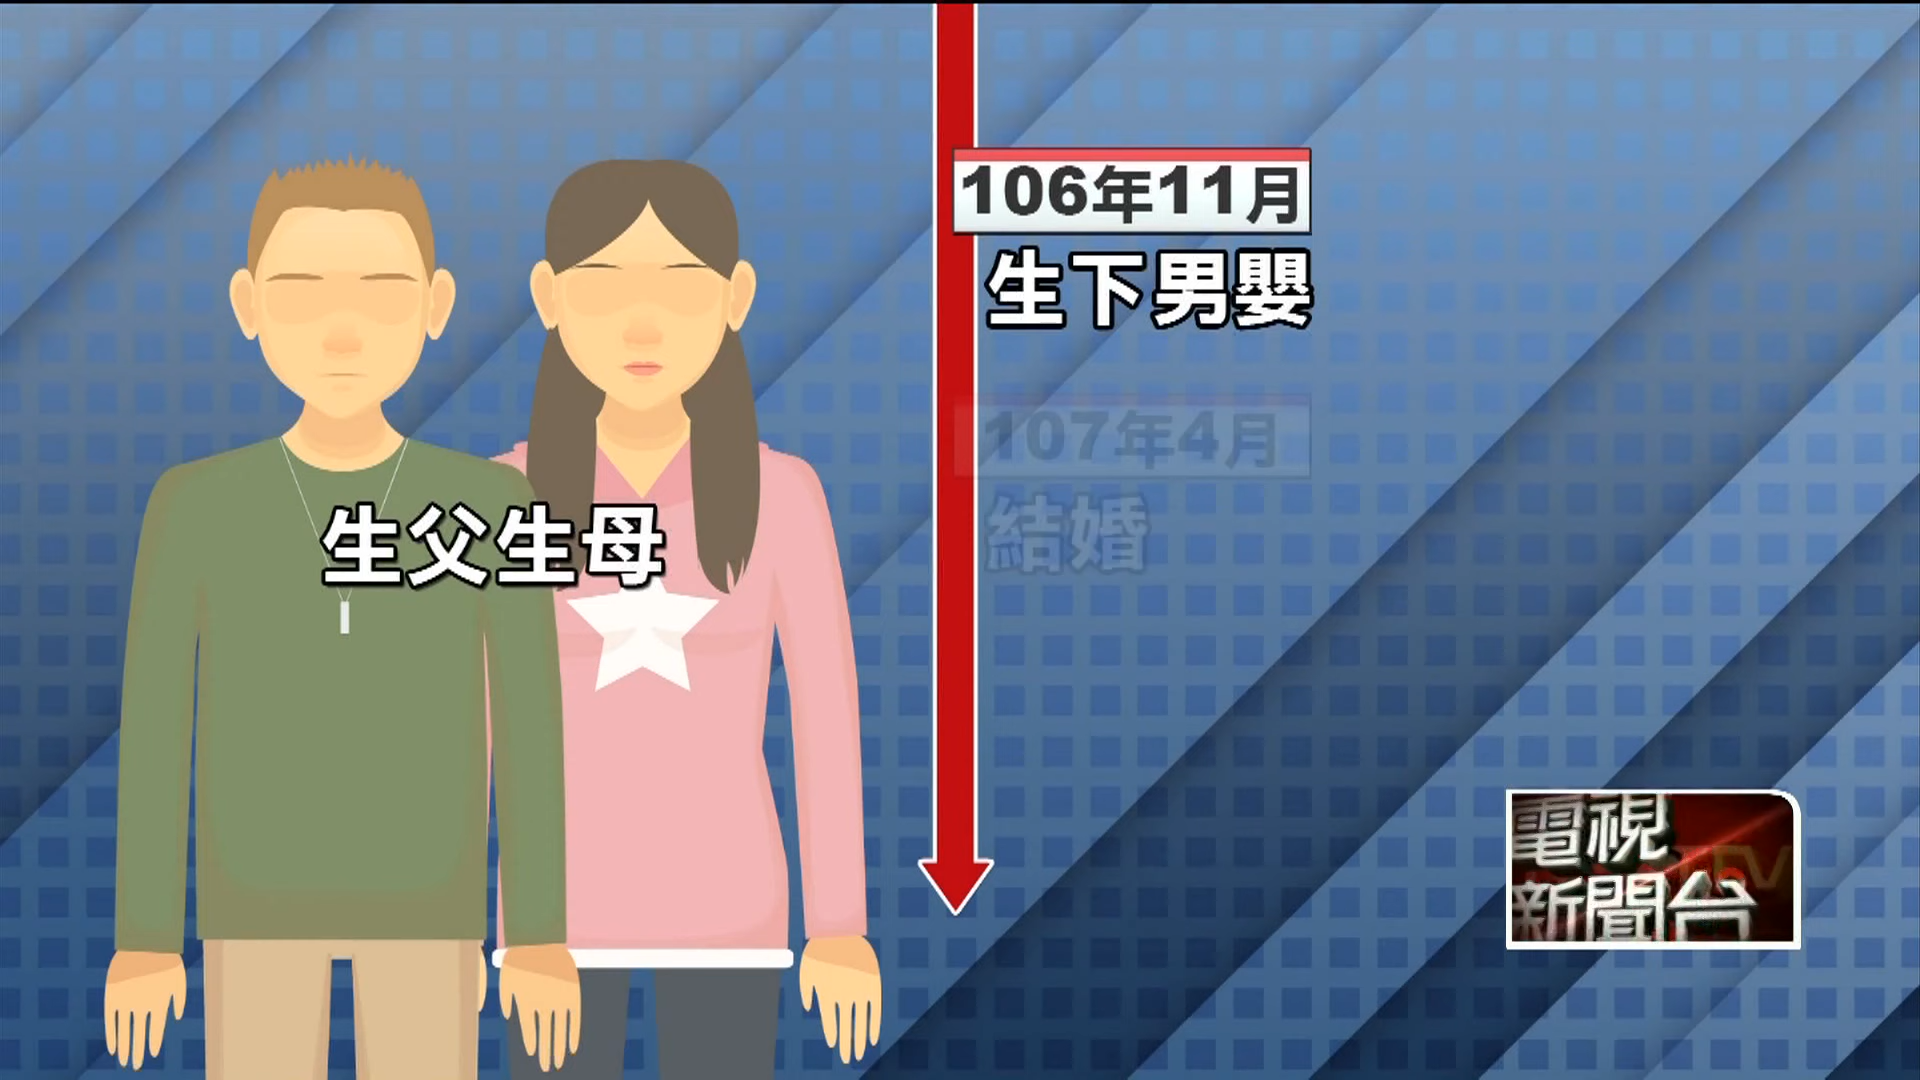 106年11月
生下男嬰
107年4月
結婚
生父生母
電視
新聞台